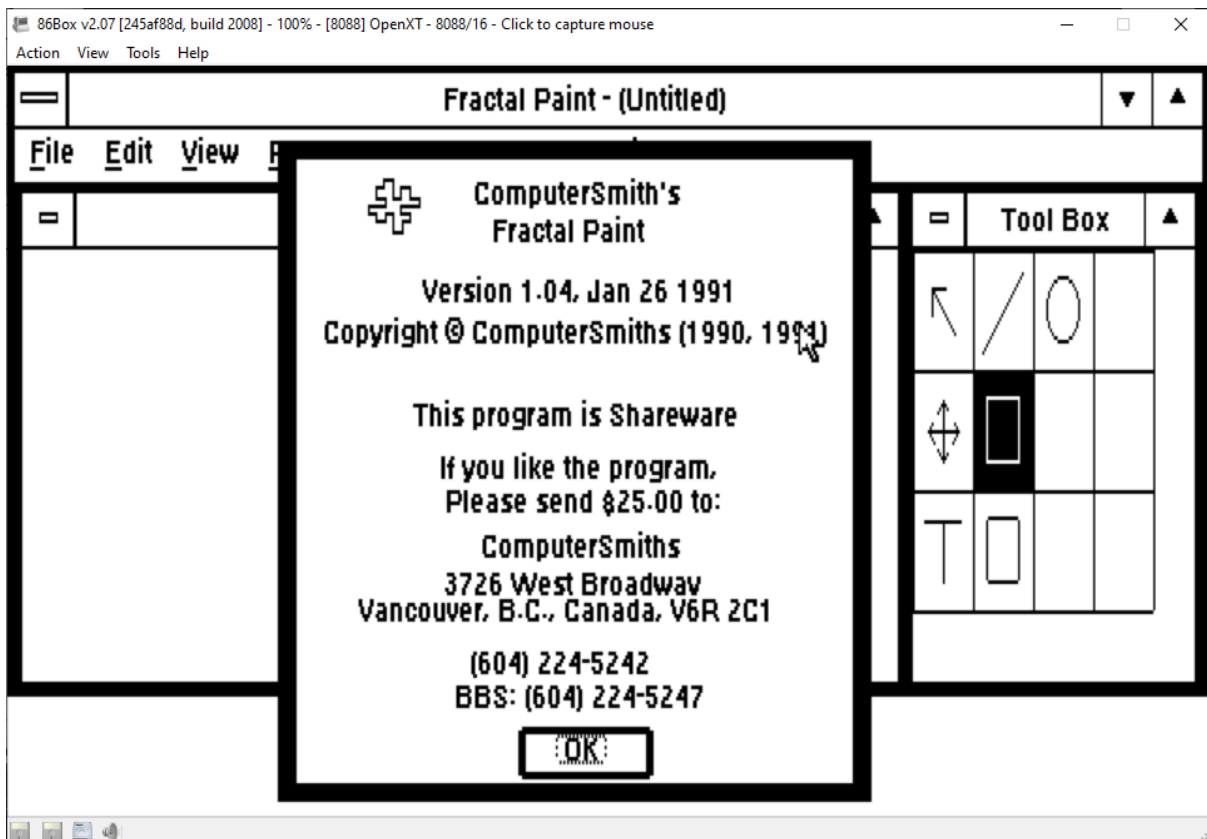 86Box v2.07 [245af88d, build 2008] - 100% - [8088] OpenXT - 8088/16 - Click to capture mouse
Action View Tools Help
Fractal Paint - (Untitled)
File Edit View
Tool Box
ComputerSmith's
Fractal Paint
Version 1.04, Jan 26 1991
Copyright © ComputerSmiths (1990, 1991)
This program is Shareware
If you like the program,
Please send $25.00 to:
ComputerSmiths
3726 West Broadway
Vancouver, B.C., Canada, V6R 2C1
(604) 224-5242
BBS: (604) 224-5247
OK
T